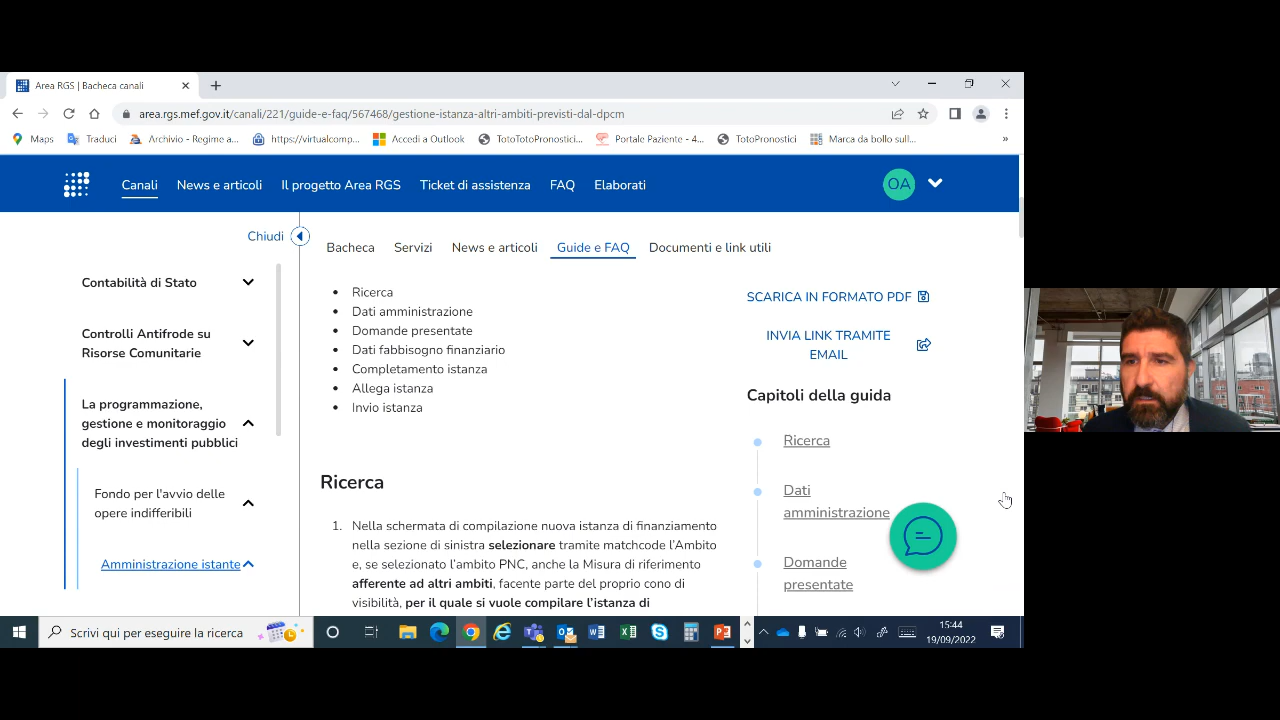 Area RGS | Bacheca canali
area.rgs.mef.gov.it/canali/221/guide-e-faq/567468/gestione-istanza-altri-ambiti-previsti-dal-dpcm
Maps Traduci Archivio - Regime a... https://virtualcomp... Accedi a Outlook TotoTotoPronostici... Portale Paziente - 4... TotoPronostici Marca da bollo sull... »
Canali News e articoli Il progetto Area RGS Ticket di assistenza FAQ Elaborati OA
Chiudi
Contabilità di Stato
Controlli Antifrode su
Risorse Comunitarie
La programmazione,
gestione e monitoraggio
degli investimenti pubblici
Fondo per l'avvio delle
opere indifferibili
Amministrazione istante
Bacheca Servizi News e articoli Guide e FAQ Documenti e link utili
• Ricerca
• Dati amministrazione
• Domande presentate
• Dati fabbisogno finanziario
• Completamento istanza
• Allega istanza
• Invio istanza
Ricerca
1. Nella schermata di compilazione nuova istanza di finanziamento
nella sezione di sinistra selezionare tramite matchcode l'Ambito
e, se selezionato l'ambito PNC, anche la Misura di riferimento
afferente ad altri ambiti, facente parte del proprio cono di
visibilità, per il quale si vuole compilare l'istanza di
SCARICA IN FORMATO PDF
INVIA LINK TRAMITE
EMAIL
Capitoli della guida
Ricerca
Dati
amministrazione
Domande
presentate
Scrivi qui per eseguire la ricerca
15:44
19/09/2022